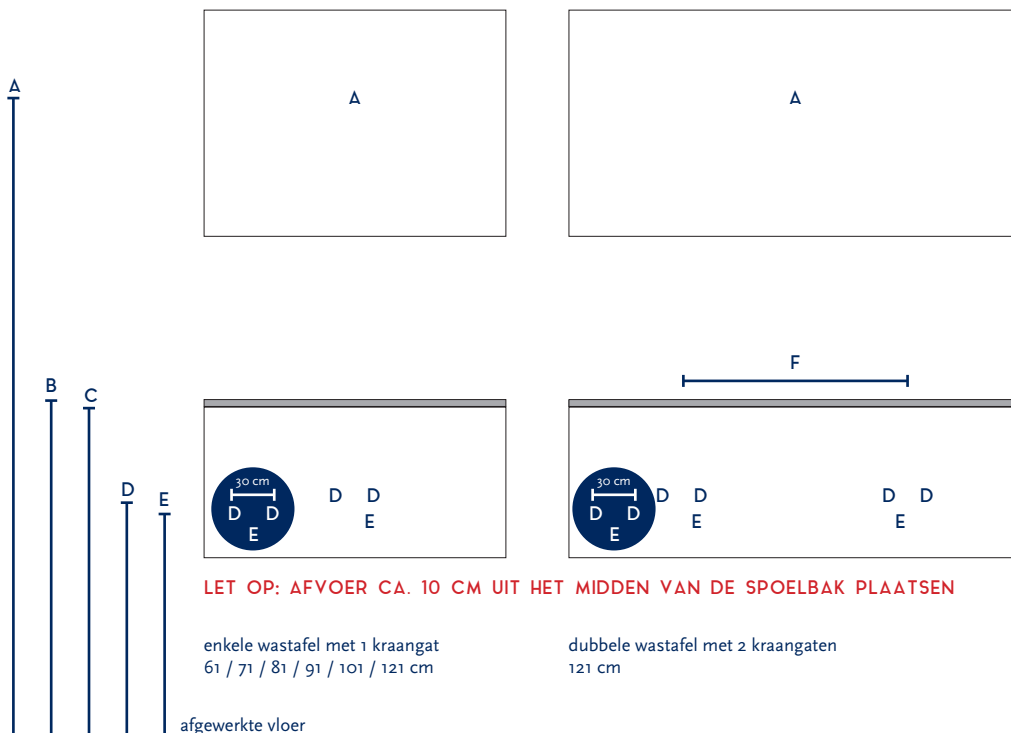 A
A
A
F
B
C
30 cm
D D
E
D D
E
30 cm
D D
E
D D
E
D D
E
D
E
LET OP: AFVOER CA. 10 CM UIT HET MIDDEN VAN DE SPOELBAK PLAATSEN
enkele wastafel met 1 kraangat
61 / 71 / 81 / 91 / 101 / 121 cm
dubbele wastafel met 2 kraangaten
121 cm
afgewerkte vloer